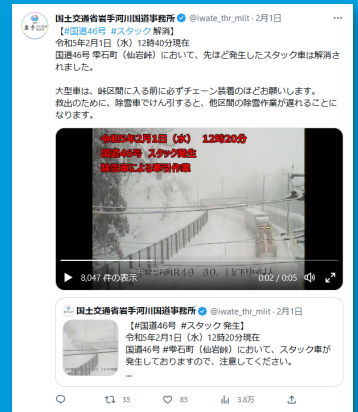 国土交通省岩手河川国道事務所 @iwate_thr_mlit · 2月1日
【#国道46号 #スタック 解消】
令和5年2月1日（水）12時40分現在
国道46号 雫石町（仙岩峠）において、先ほど発生したスタック車は解消さ
れました。
大型車は、峠区間に入る前に必ずチェーン装着のほどお願いします。
救出のために、除雪車でけん引すると、他区間の除雪作業が遅れることに
なります。
令和5年2月1日（水） 12時20分
国道46号 スタック発生
除雪車による牽引作業
8,047 件の表示
0:02 / 0:05
国土交通省岩手河川国道事務所 @iwate_thr_mlit · 2月1日
【#国道46号 #スタック 発生】
令和5年2月1日（水）12時20分現在
国道46号 #雫石町（仙岩峠）において、スタック車が
発生しておりますので、注意してください。
...
35
85
3.8万